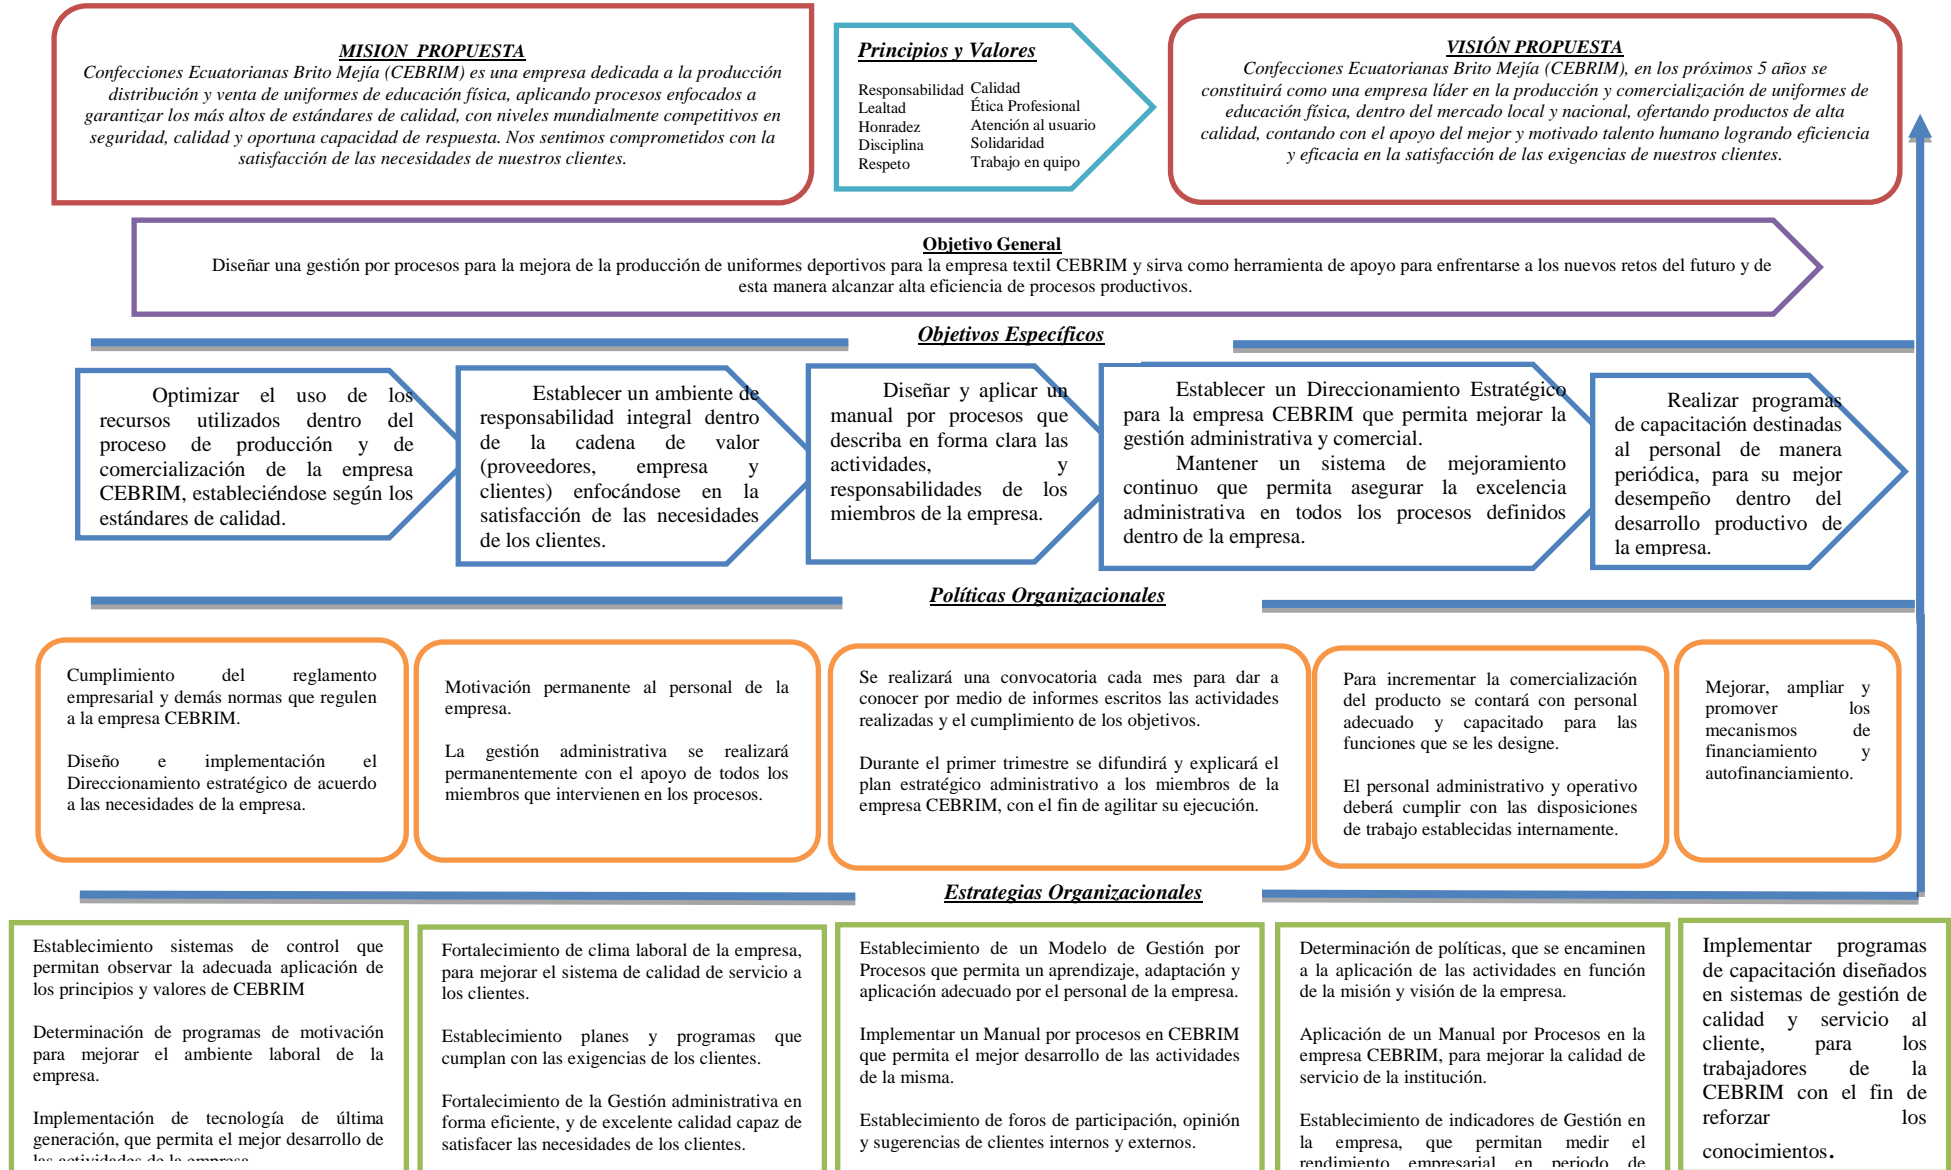 MISION PROPUESTA
Confecciones Ecuatorianas Brito Mejía (CEBRIM) es una empresa dedicada a la producción
distribución y venta de uniformes de educación física, aplicando procesos enfocados a
garantizar los más altos de estándares de calidad, con niveles mundialmente competitivos en
seguridad, calidad y oportuna capacidad de respuesta. Nos sentimos comprometidos con la
satisfacción de las necesidades de nuestros clientes.
Principios y Valores
Responsabilidad
Lealtad
Honradez
Disciplina
Respeto
Calidad
Ética Profesional
Atención al usuario
Solidaridad
Trabajo en quipo
VISIÓN PROPUESTA
Confecciones Ecuatorianas Brito Mejía (CEBRIM), en los próximos 5 años se
constituirá como una empresa líder en la producción y comercialización de uniformes de
educación física, dentro del mercado local y nacional, ofertando productos de alta
calidad, contando con el apoyo del mejor y motivado talento humano logrando eficiencia
y eficacia en la satisfacción de las exigencias de nuestros clientes.
Objetivo General
Diseñar una gestión por procesos para la mejora de la producción de uniformes deportivos para la empresa textil CEBRIM y sirva como herramienta de apoyo para enfrentarse a los nuevos retos del futuro y de
esta manera alcanzar alta eficiencia de procesos productivos.
Objetivos Específicos
Optimizar el uso de los
recursos utilizados dentro del
proceso de producción y de
comercialización de la empresa
CEBRIM, estableciéndose según los
estándares de calidad.
Establecer un ambiente de
responsabilidad integral dentro
de la cadena de valor
(proveedores, empresa y
clientes) enfocándose en la
satisfacción de las necesidades
de los clientes.
Diseñar y aplicar un
manual por procesos que
describa en forma clara las
actividades, y
responsabilidades de los
miembros de la empresa.
Establecer un Direccionamiento Estratégico
para la empresa CEBRIM que permita mejorar la
gestión administrativa y comercial.
Mantener un sistema de mejoramiento
continuo que permita asegurar la excelencia
administrativa en todos los procesos definidos
dentro de la empresa.
Realizar programas
de capacitación destinadas
al personal de manera
periódica, para su mejor
desempeño dentro del
desarrollo productivo de
la empresa.
Políticas Organizacionales
Cumplimiento del reglamento
empresarial y demás normas que regulen
a la empresa CEBRIM.
Diseño e implementación el
Direccionamiento estratégico de acuerdo
a las necesidades de la empresa.
Motivación permanente al personal de la
empresa.
La gestión administrativa se realizará
permanentemente con el apoyo de todos los
miembros que intervienen en los procesos.
Se realizará una convocatoria cada mes para dar a
conocer por medio de informes escritos las actividades
realizadas y el cumplimiento de los objetivos.
Durante el primer trimestre se difundirá y explicará el
plan estratégico administrativo a los miembros de la
empresa CEBRIM, con el fin de agilitar su ejecución.
Para incrementar la comercialización
del producto se contará con personal
adecuado y capacitado para las
funciones que se les designe.
El personal administrativo y operativo
deberá cumplir con las disposiciones
de trabajo establecidas internamente.
Mejorar, ampliar y
promover los
mecanismos de
financiamiento y
autofinanciamiento.
Estrategias Organizacionales
Establecimiento sistemas de control que
permitan observar la adecuada aplicación de
los principios y valores de CEBRIM
Determinación de programas de motivación
para mejorar el ambiente laboral de la
empresa.
Implementación de tecnología de última
generación, que permita el mejor desarrollo de
las actividades de la empresa
Fortalecimiento de clima laboral de la empresa,
para mejorar el sistema de calidad de servicio a
los clientes.
Establecimiento planes y programas que
cumplan con las exigencias de los clientes.
Fortalecimiento de la Gestión administrativa en
forma eficiente, y de excelente calidad capaz de
satisfacer las necesidades de los clientes.
Establecimiento de un Modelo de Gestión por
Procesos que permita un aprendizaje, adaptación y
aplicación adecuado por el personal de la empresa.
Implementar un Manual por procesos en CEBRIM
que permita el mejor desarrollo de las actividades
de la misma.
Establecimiento de foros de participación, opinión
y sugerencias de clientes internos y externos.
Determinación de políticas, que se encaminen
a la aplicación de las actividades en función
de la misión y visión de la empresa.
Aplicación de un Manual por Procesos en la
empresa CEBRIM, para mejorar la calidad de
servicio de la institución.
Establecimiento de indicadores de Gestión en
la empresa, que permitan medir el
rendimiento empresarial en periodo de
Implementar programas
de capacitación diseñados
en sistemas de gestión de
calidad y servicio al
cliente, para los
trabajadores de la
CEBRIM con el fin de
reforzar los
conocimientos.